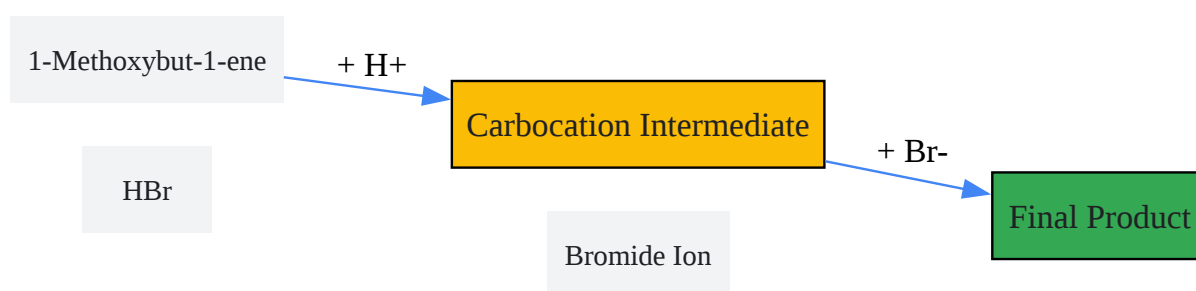 1-Methoxybut-1-ene
+ H+
Carbocation Intermediate
+ Br-
HBr
Final Product
Bromide Ion